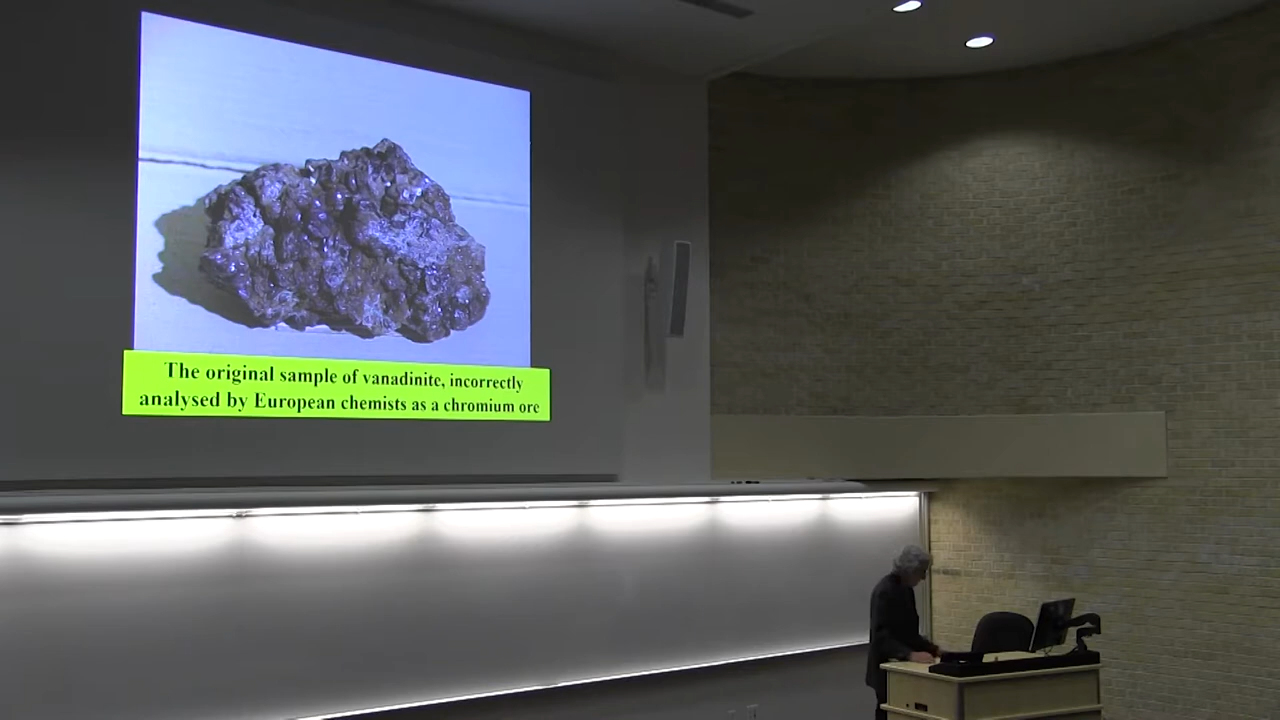 The original sample of vanadinite, incorrectly
analysed by European chemists as a chromium ore